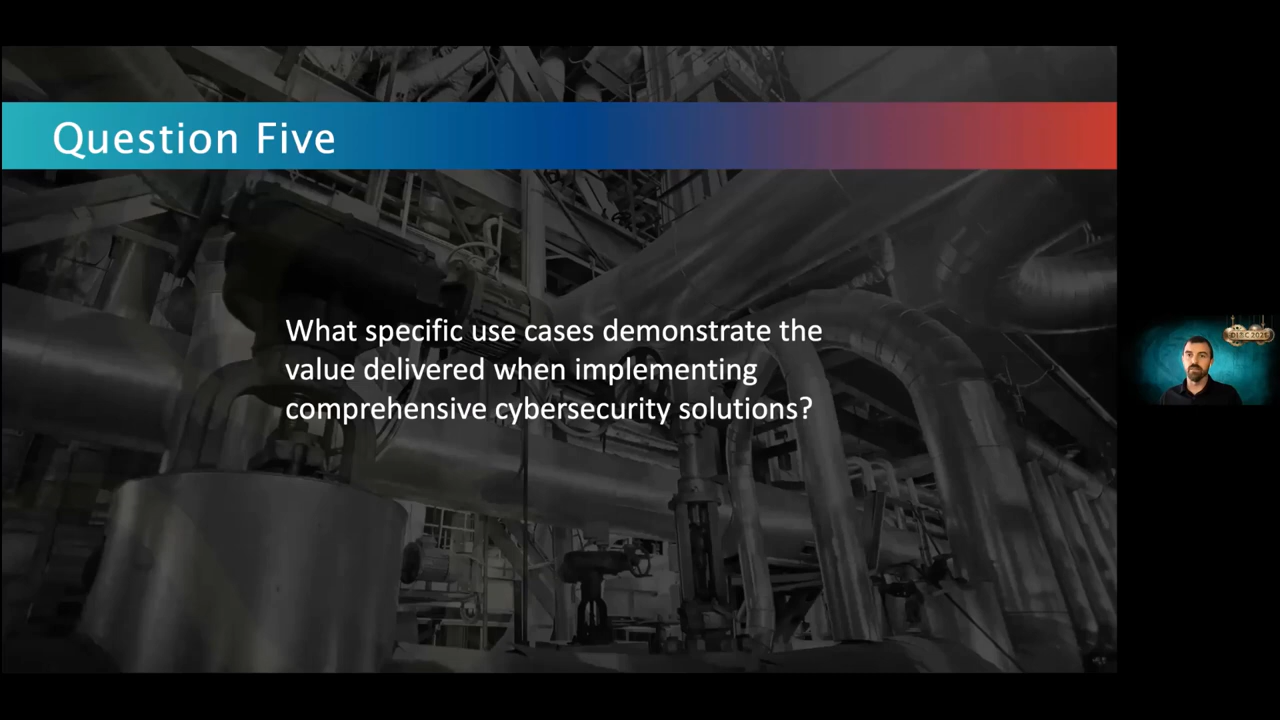 Question Five
What specific use cases demonstrate the
value delivered when implementing
comprehensive cybersecurity solutions?